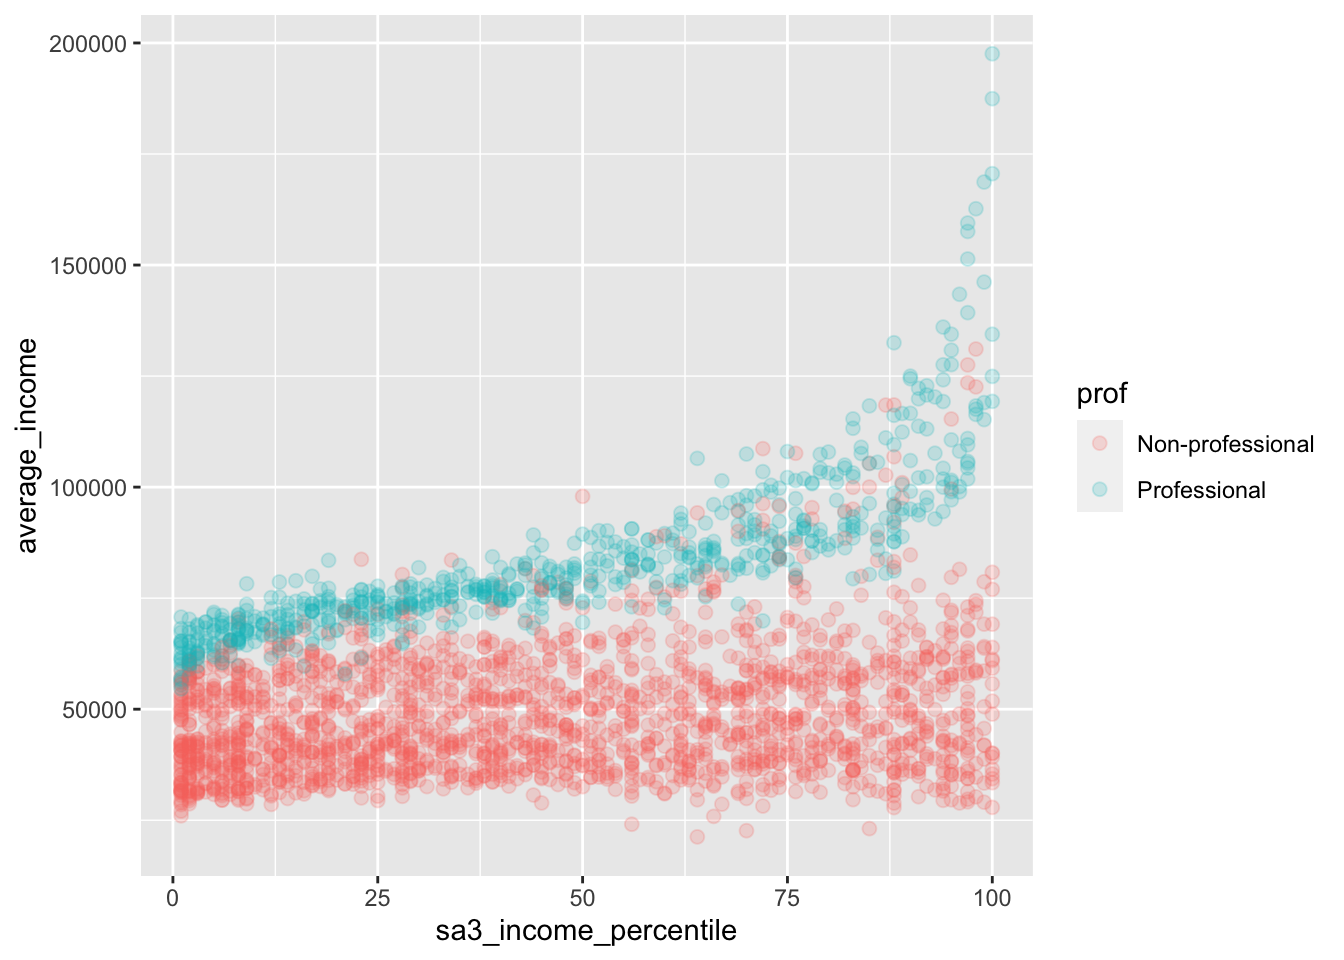 200000
150000
100000
50000
average_income
0 25 50 75 100
sa3_income_percentile
prof
Non-professional
Professional